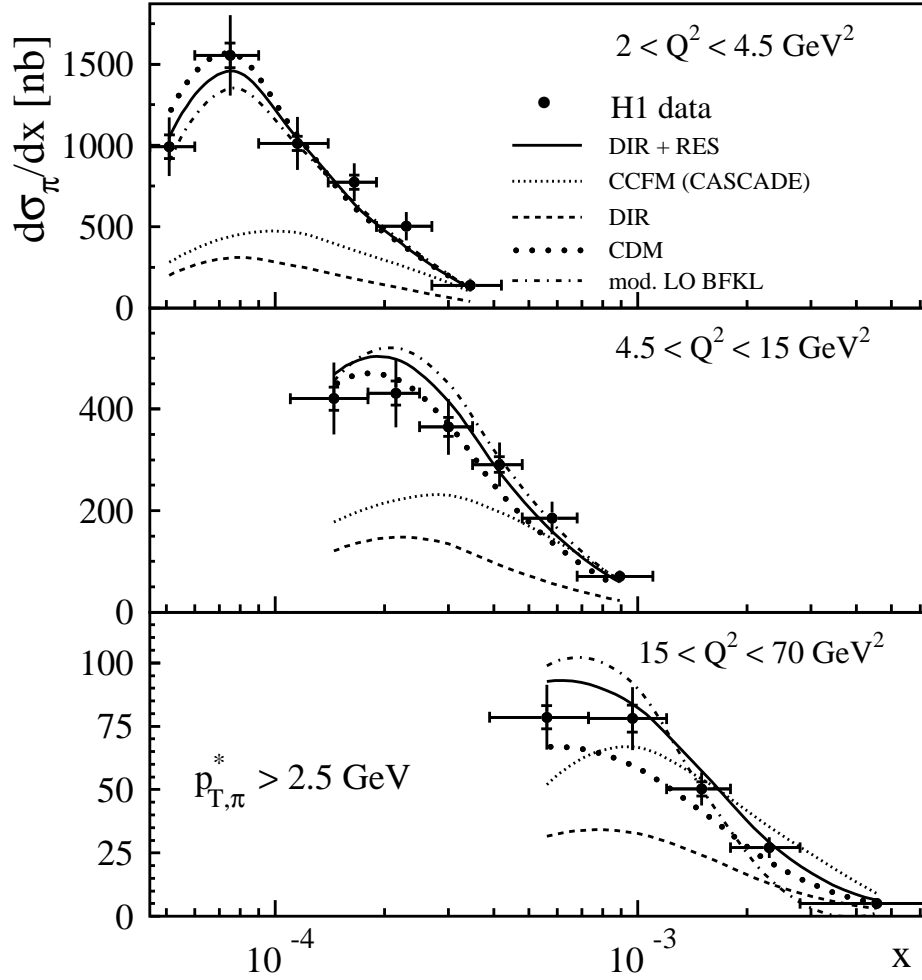 dσ_π/dx [nb]
2 < Q² < 4.5 GeV²
H1 data
DIR + RES
CCFM (CASCADE)
DIR
CDM
mod. LO BFKL
1500
1000
500
0
4.5 < Q² < 15 GeV²
400
200
0
15 < Q² < 70 GeV²
p*_T,π > 2.5 GeV
100
75
50
25
0
10⁻⁴ 10⁻³ x